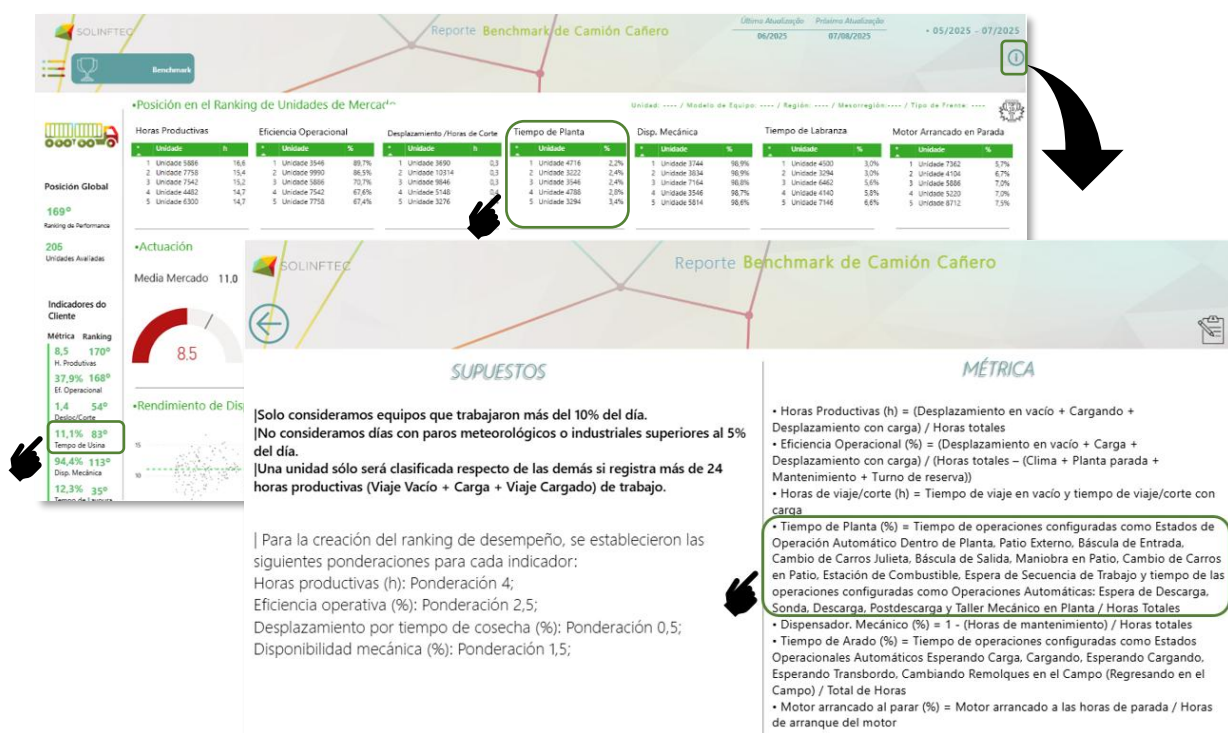 SOLINFTEC
Reporte Benchmark de Camión Cañero
Última Atualização Próxima Atualização
06/2025 07/08/2025
• 05/2025 - 07/2025
Benchmark
•Posición en el Ranking de Unidades de Mercado
Unidad: ---- / Modelo de Equipo: ---- / Región: ---- / Mesorregión: ---- / Tipo de Frente: ----
Horas Productivas
Unidade h
1 Unidade 5886 16,6
2 Unidade 7758 15,4
3 Unidade 7542 15,2
4 Unidade 4482 14,7
5 Unidade 6300 14,7
Eficiencia Operacional
Unidade %
1 Unidade 3546 89,7%
2 Unidade 9990 86,5%
3 Unidade 5886 70,7%
4 Unidade 7542 67,6%
5 Unidade 7758 67,4%
Desplazamiento /Horas de Corte
Unidade
1 Unidade 3690 0,3
2 Unidade 10314 0,3
3 Unidade 9846 0,3
4 Unidade 5148 0,4
5 Unidade 3276
Tiempo de Planta
Unidade %
1 Unidade 4716 2,2%
2 Unidade 3222 2,4%
3 Unidade 3546 2,4%
4 Unidade 4788 2,8%
5 Unidade 3294 3,4%
Disp. Mecánica
Unidade %
1 Unidade 3744 98,9%
2 Unidade 3834 98,9%
3 Unidade 7164 98,8%
4 Unidade 3546 98,7%
5 Unidade 5814 98,6%
Tiempo de Labranza
Unidade %
1 Unidade 4500 3,0%
2 Unidade 3294 3,0%
3 Unidade 6462 5,6%
4 Unidade 4140 5,8%
5 Unidade 7146 6,6%
Motor Arrancado en Parada
Unidade %
1 Unidade 7362 5,7%
2 Unidade 4104 6,7%
3 Unidade 5886 7,0%
4 Unidade 5220 7,0%
5 Unidade 8712 7,5%
Posición Global
169º
Ranking de Performance
205
Unidades Avaliadas
Indicadores do
Cliente
Métrica Ranking
8,5 170º
H. Produtivas
37,9% 168º
Ef. Operacional
1,4 54º
Desloc/Corte
11,1% 83º
Tempo de Usina
94,4% 113º
Disp. Mecânica
12,3% 35º
Tempo de Lavoura
•Actuación
Media Mercado 11,0
8.5
•Rendimiento de Dis
15
10
SOLINFTEC
Reporte Benchmark de Camión Cañero
SUPUESTOS
|Solo consideramos equipos que trabajaron más del 10% del día.
|No consideramos días con paros meteorológicos o industriales superiores al 5%
del día.
|Una unidad sólo será clasificada respecto de las demás si registra más de 24
horas productivas (Viaje Vacío + Carga + Viaje Cargado) de trabajo.
| Para la creación del ranking de desempeño, se establecieron las
siguientes ponderaciones para cada indicador:
Horas productivas (h): Ponderación 4;
Eficiencia operativa (%): Ponderación 2,5;
Desplazamiento por tiempo de cosecha (%): Ponderación 0,5;
Disponibilidad mecánica (%): Ponderación 1,5;
MÉTRICA
• Horas Productivas (h) = (Desplazamiento en vacío + Cargando +
Desplazamiento con carga) / Horas totales
• Eficiencia Operacional (%) = (Desplazamiento en vacío + Carga +
Desplazamiento con carga) / (Horas totales – (Clima + Planta parada +
Mantenimiento + Turno de reserva))
• Horas de viaje/corte (h) = Tiempo de viaje en vacío y tiempo de viaje/corte con
carga
• Tiempo de Planta (%) = Tiempo de operaciones configuradas como Estados de
Operación Automático Dentro de Planta, Patio Externo, Báscula de Entrada,
Cambio de Carros Julieta, Báscula de Salida, Maniobra en Patio, Cambio de Carros
en Patio, Estación de Combustible, Espera de Secuencia de Trabajo y tiempo de las
operaciones configuradas como Operaciones Automáticas: Espera de Descarga,
Sonda, Descarga, Postdescarga y Taller Mecánico en Planta / Horas Totales
• Dispensador. Mecánico (%) = 1 - (Horas de mantenimiento) / Horas totales
• Tiempo de Arado (%) = Tiempo de operaciones configuradas como Estados
Operacionales Automáticos Esperando Carga, Cargando, Esperando Cargando,
Esperando Transbordo, Cambiando Remolques en el Campo (Regresando en el
Campo) / Total de Horas
• Motor arrancado al parar (%) = Motor arrancado a las horas de parada / Horas
de arranque del motor